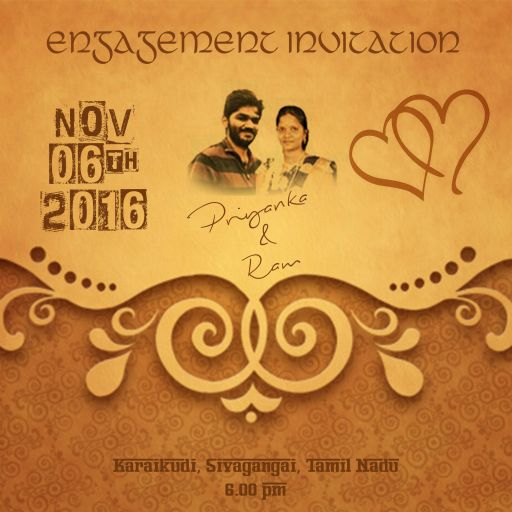 ENGAGEMENT INVITATION
NOV
06TH
2016
Priyanka
&
Ram
Karaikudi, Sivagangai, Tamil Nadu
6.00 pm